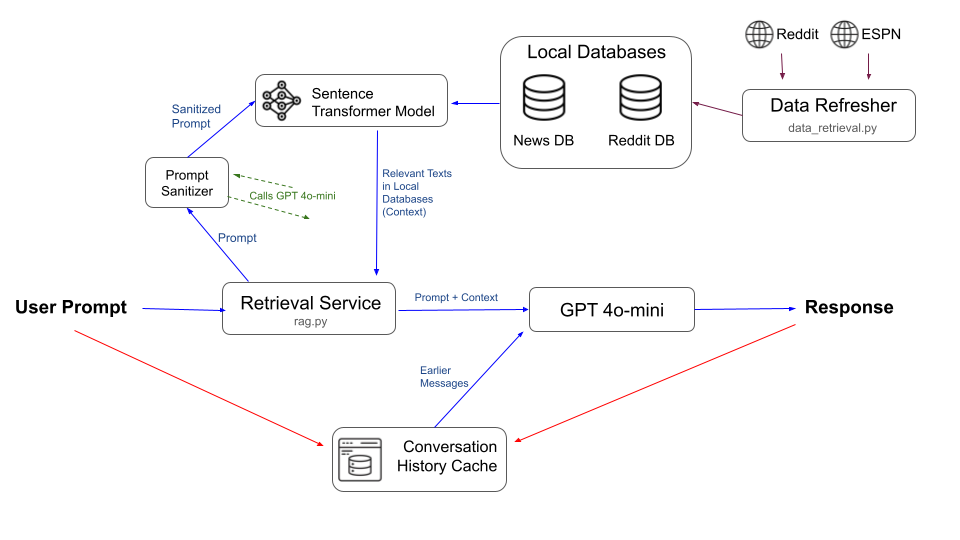 Reddit
ESPN
Local Databases
News DB
Reddit DB
Data Refresher
data_retrieval.py
Sentence
Transformer Model
Sanitized
Prompt
Prompt
Sanitizer
Calls GPT 4o-mini
Relevant Texts
in Local
Databases
(Context)
Prompt
User Prompt
Retrieval Service
rag.py
Prompt + Context
GPT 4o-mini
Response
Earlier
Messages
Conversation
History Cache